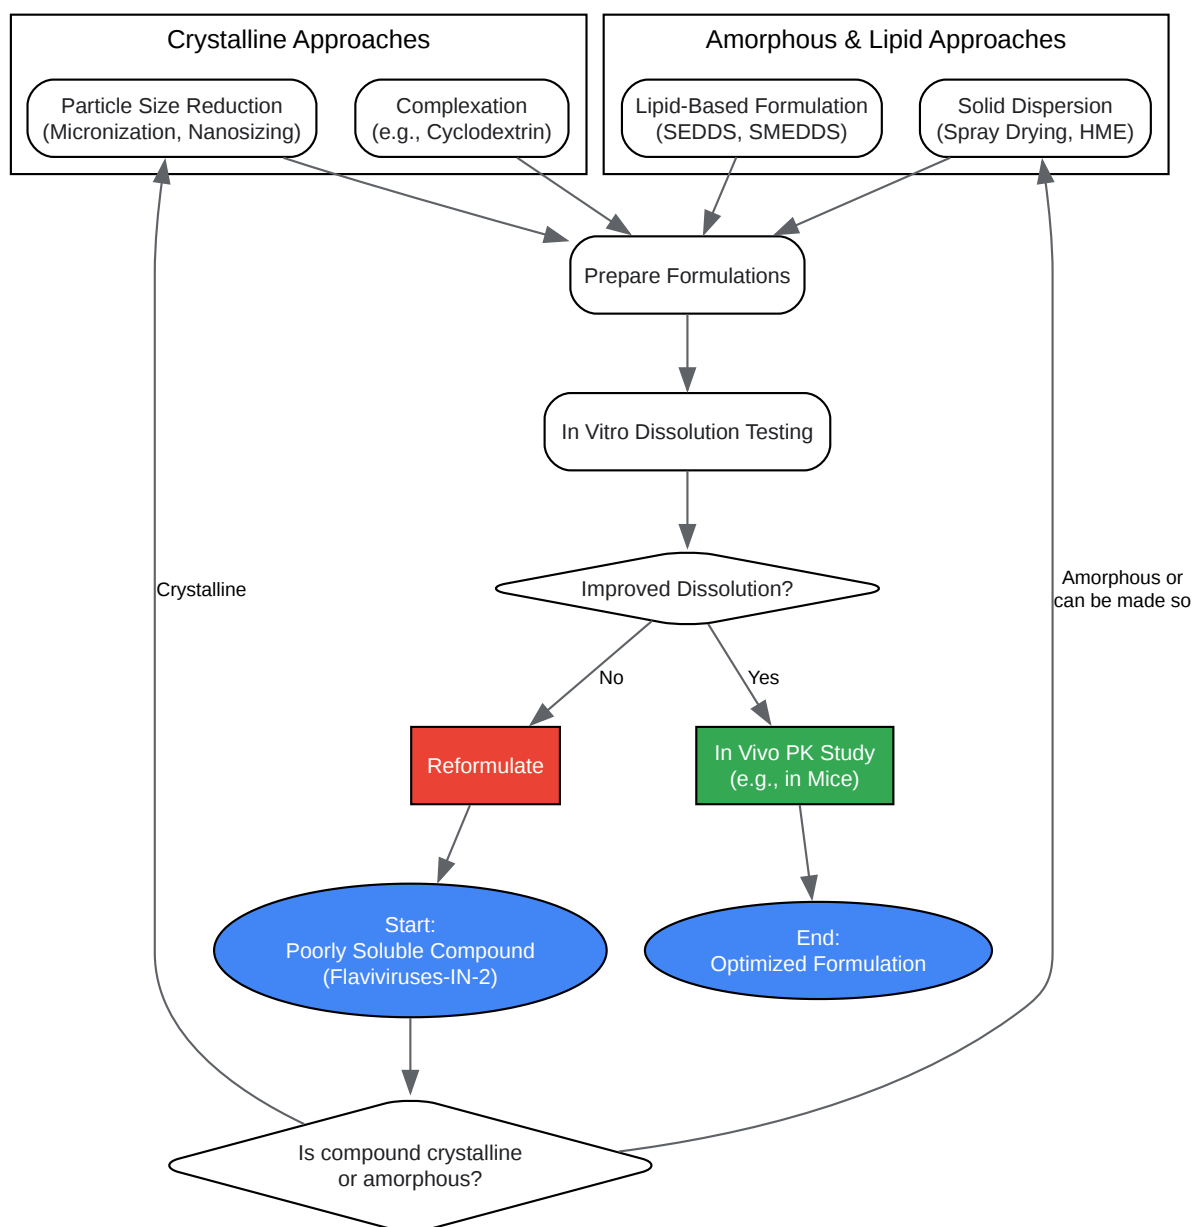 Crystalline Approaches
Amorphous & Lipid Approaches
Particle Size Reduction
(Micronization, Nanosizing)
Complexation
(e.g., Cyclodextrin)
Lipid-Based Formulation
(SEDDS, SMEDDS)
Solid Dispersion
(Spray Drying, HME)
Prepare Formulations
In Vitro Dissolution Testing
Improved Dissolution?
Crystalline
Amorphous or
can be made so
No
Yes
Reformulate
In Vivo PK Study
(e.g., in Mice)
Start:
Poorly Soluble Compound
(Flaviviruses-IN-2)
End:
Optimized Formulation
Is compound crystalline
or amorphous?